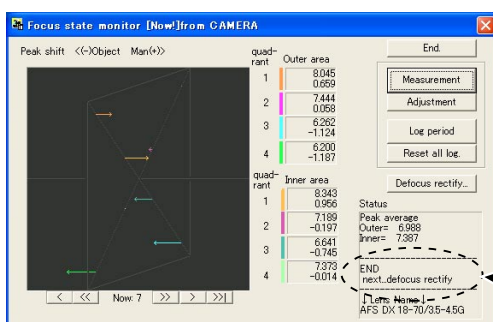 Focus state monitor [Now!]from CAMERA
Peak shift <(-)Object Man(+)>
quad-
rant Outer area
1 8.045
0.659
2 7.444
0.058
3 6.262
-1.124
4 6.200
-1.187
quad-
rant Inner area
1 8.343
0.956
2 7.189
-0.197
3 6.641
-0.745
4 7.373
-0.014
< << Now: 7 >> > >>|
End.
Measurement
Adjustment
Log period
Reset all log.
Defocus rectify...
Status
Peak average
Outer= 6.988
Inner= 7.387
END
next..defocus rectify
Lens Name↓
AFS DX 18-70/3.5-4.5G